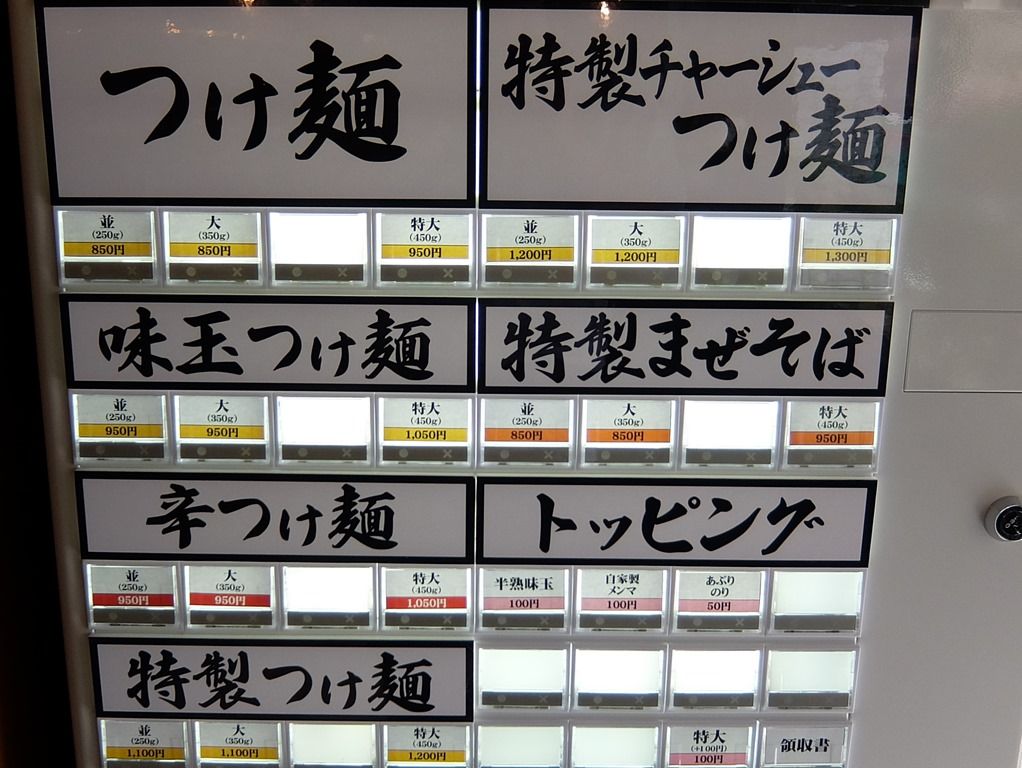 つけ麺
並
(250g)
850円
大
(350g)
850円
特大
(450g)
950円
特製チャーシュー
つけ麺
並
(250g)
1,200円
大
(350g)
1,200円
特大
(450g)
1,300円
味玉つけ麺
並
(250g)
950円
大
(350g)
950円
特大
(450g)
1,050円
特製まぜそば
並
(250g)
850円
大
(350g)
850円
特大
(450g)
950円
辛つけ麺
並
(250g)
950円
大
(350g)
950円
特大
(450g)
1,050円
トッピング
半熟味玉
100円
自家製
メンマ
100円
あぶり
のり
50円
特製つけ麺
並
(250g)
1,100円
大
(350g)
1,100円
特大
(450g)
1,200円
特大
(+100円)
100円
領収書